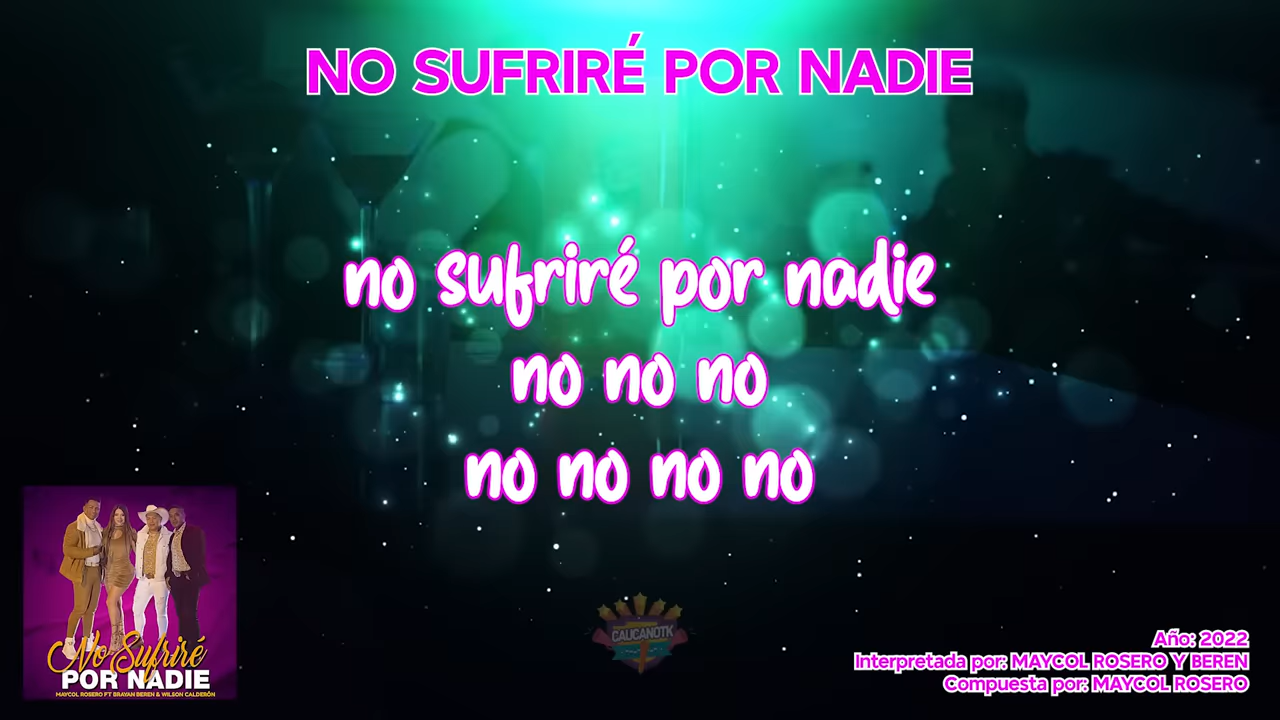 NO SUFRIRÉ POR NADIE
no sufriré por nadie
no no no
no no no no
No Sufriré
POR NADIE
MAYCOL ROSERO FT BRAYAN BEREN & WILSON CALDERÓN
CAUCANOTK
Año: 2022
Interpretada por: MAYCOL ROSERO Y BEREN
Compuesta por: MAYCOL ROSERO